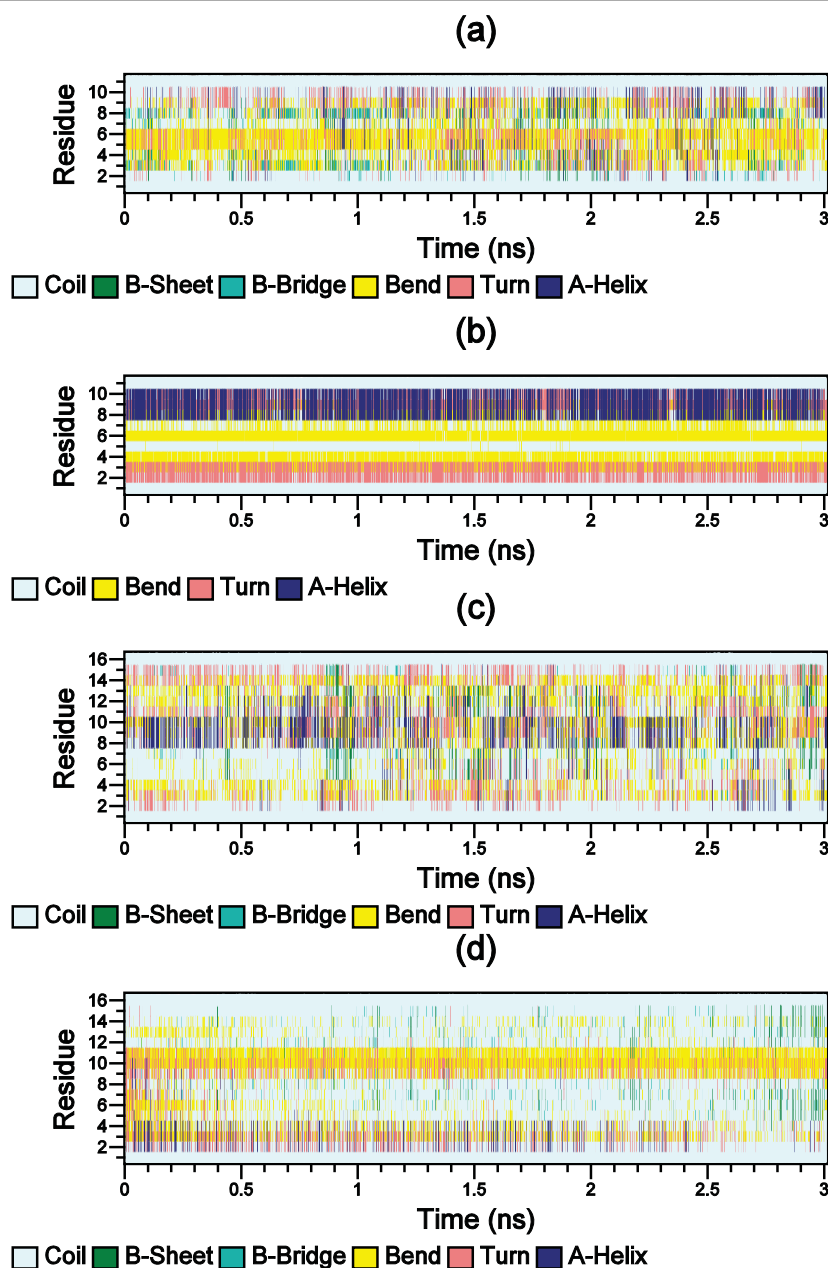 (a)
10
8
6
4
2
Residue
0 0.5 1 1.5 2 2.5 3
Time (ns)
Coil B-Sheet B-Bridge Bend Turn A-Helix
(b)
10
8
6
4
2
Residue
0 0.5 1 1.5 2 2.5 3
Time (ns)
Coil Bend Turn A-Helix
(c)
16
14
12
10
8
6
4
2
Residue
0 0.5 1 1.5 2 2.5 3
Time (ns)
Coil B-Sheet B-Bridge Bend Turn A-Helix
(d)
16
14
12
10
8
6
4
2
Residue
0 0.5 1 1.5 2 2.5 3
Time (ns)
Coil B-Sheet B-Bridge Bend Turn A-Helix